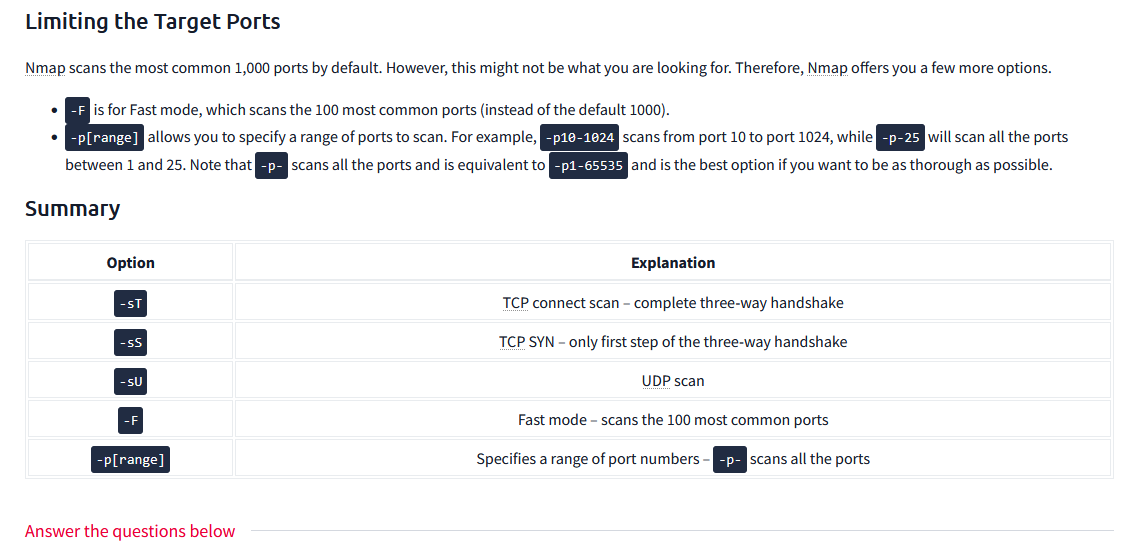 Limiting the Target Ports
Nmap scans the most common 1,000 ports by default. However, this might not be what you are looking for. Therefore, Nmap offers you a few more options.
• -F is for Fast mode, which scans the 100 most common ports (instead of the default 1000).
• -p[range] allows you to specify a range of ports to scan. For example, -p10-1024 scans from port 10 to port 1024, while -p-25 will scan all the ports
between 1 and 25. Note that -p- scans all the ports and is equivalent to -p1-65535 and is the best option if you want to be as thorough as possible.
Summary
Option Explanation
-sT TCP connect scan – complete three-way handshake
-sS TCP SYN – only first step of the three-way handshake
-sU UDP scan
-F Fast mode – scans the 100 most common ports
-p[range] Specifies a range of port numbers – -p- scans all the ports
Answer the questions below